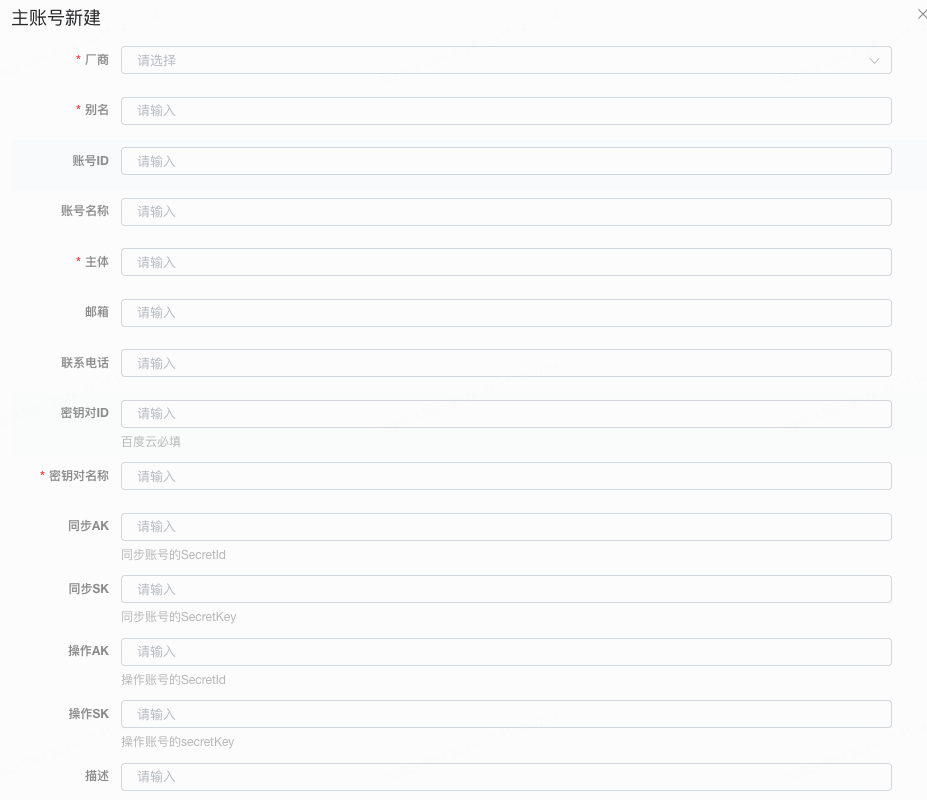 主账号新建
* 厂商 请选择
* 别名 请输入
账号ID 请输入
账号名称 请输入
* 主体 请输入
邮箱 请输入
联系电话 请输入
密钥对ID 请输入
百度云必填
* 密钥对名称 请输入
同步AK 请输入
同步账号的SecretId
同步SK 请输入
同步账号的SecretKey
操作AK 请输入
操作账号的SecretId
操作SK 请输入
操作账号的secretKey
描述 请输入